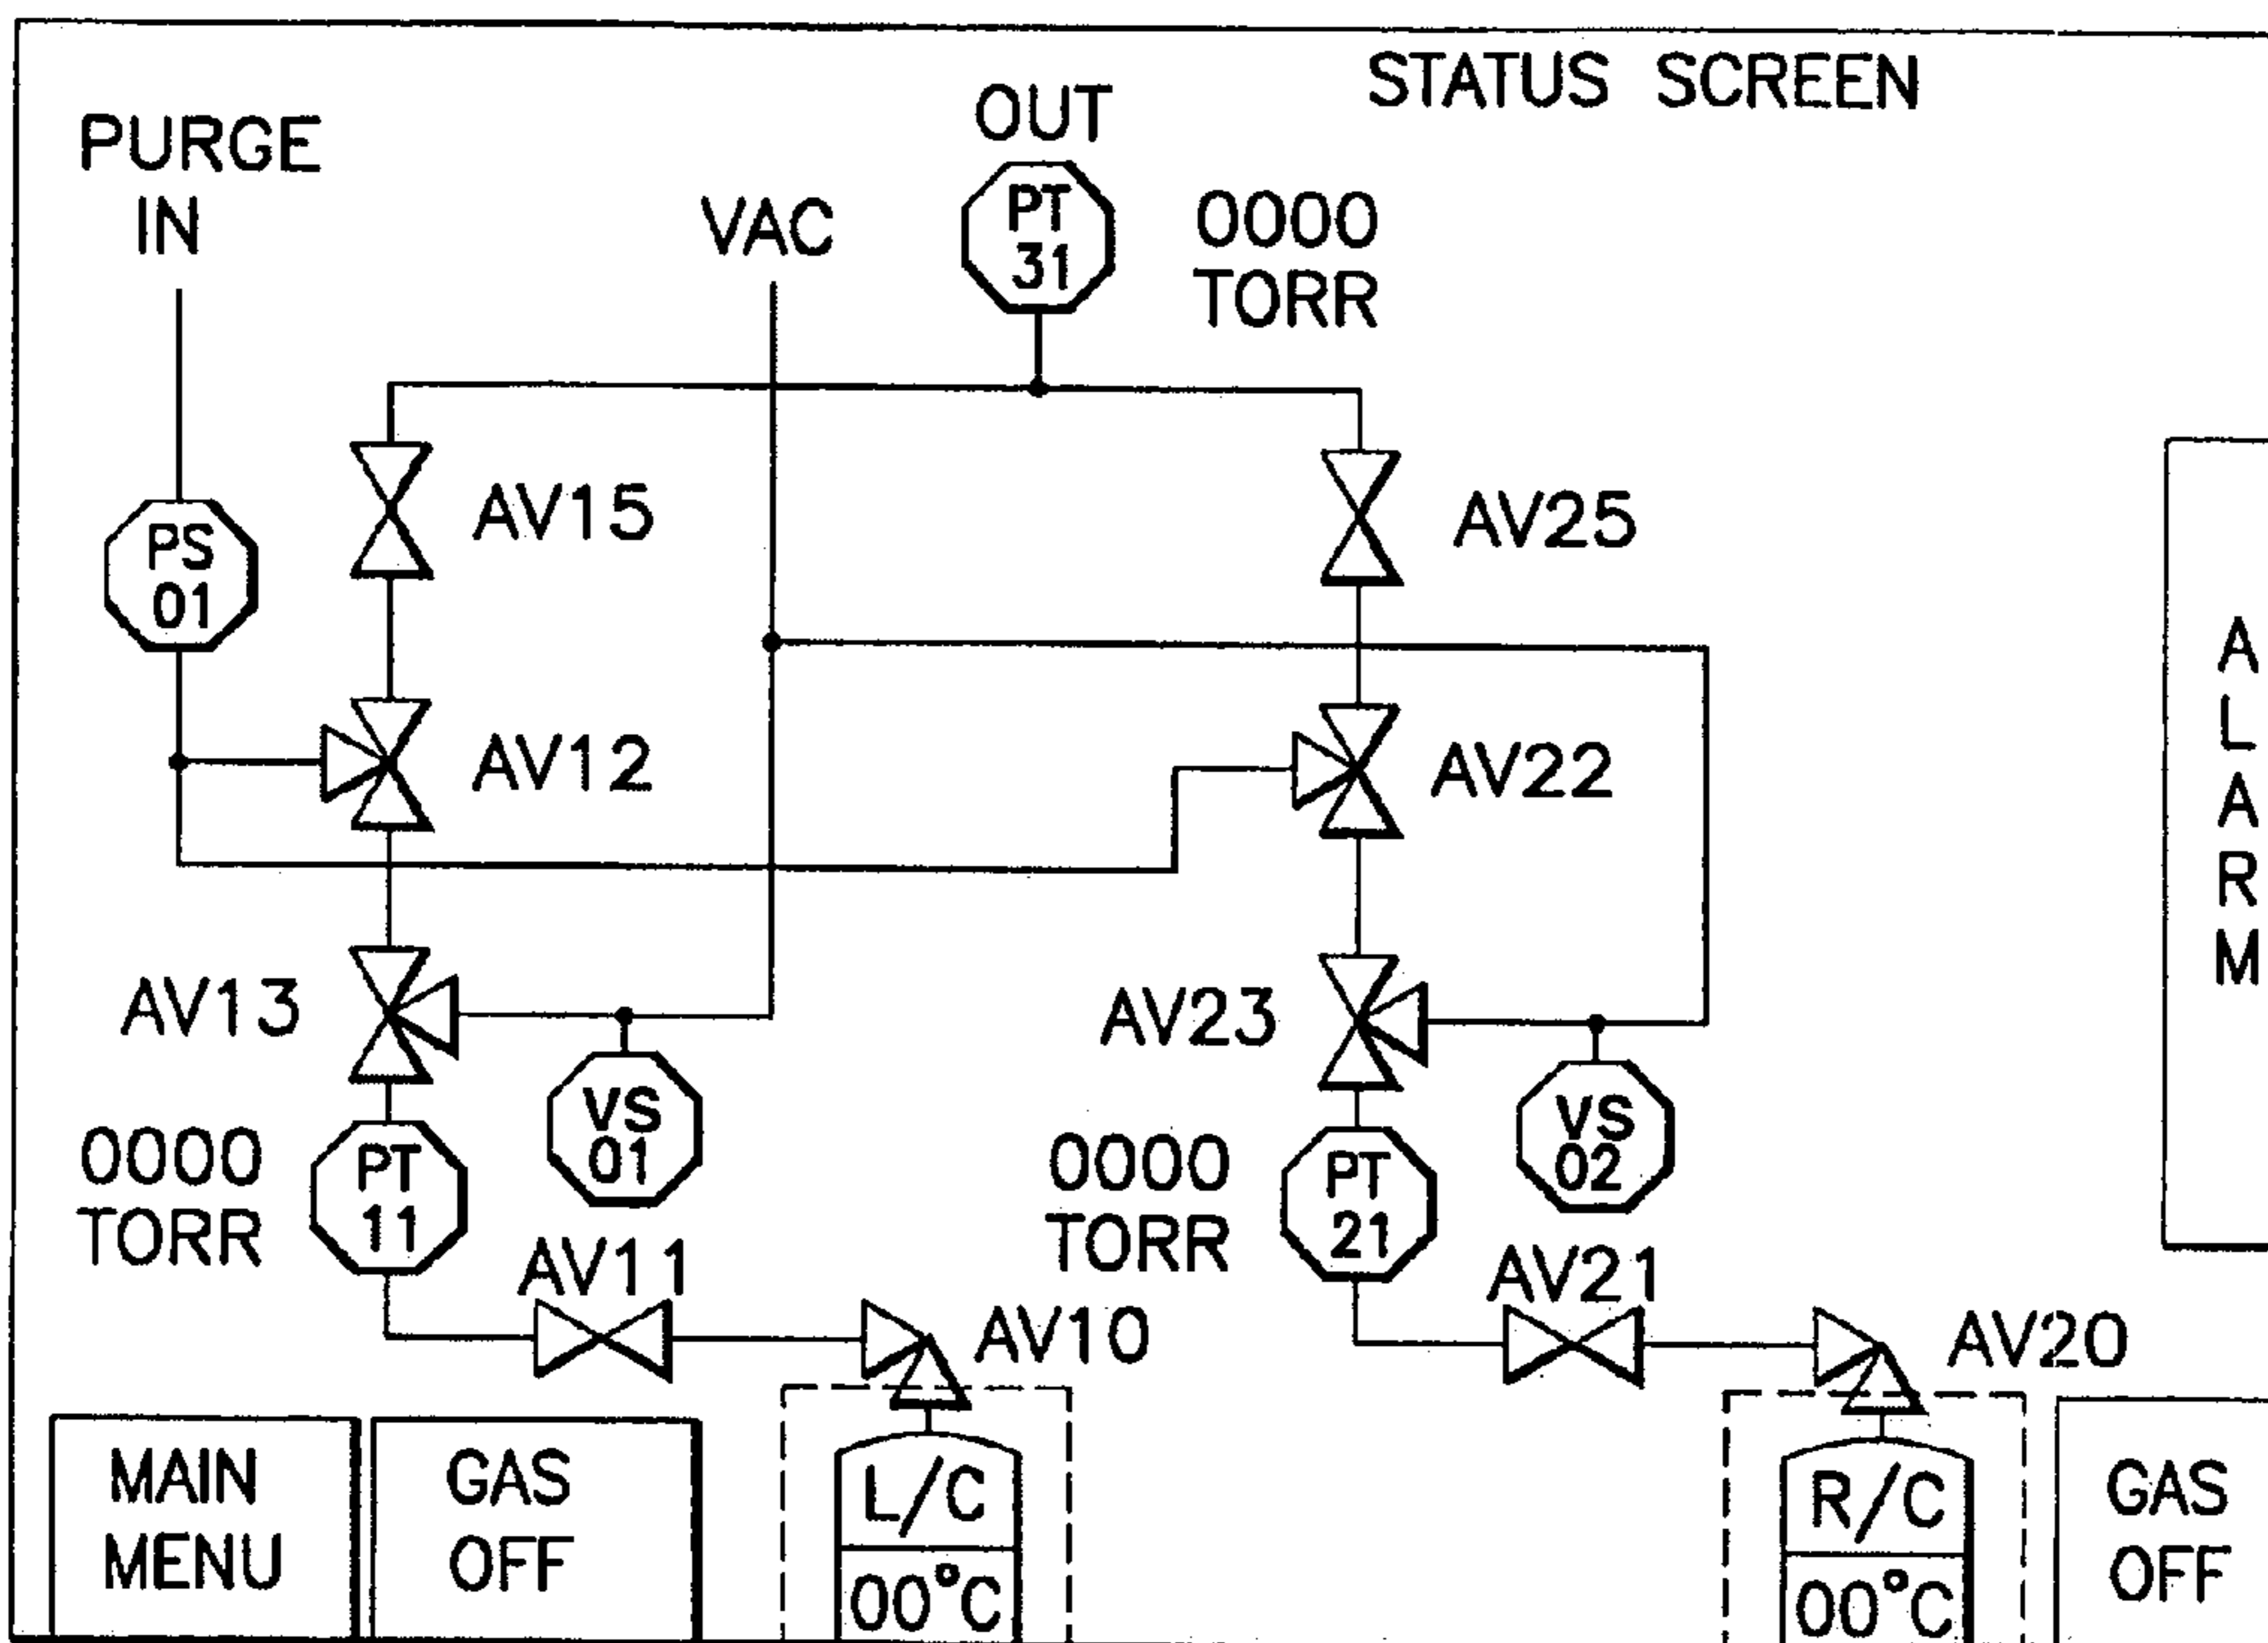 STATUS SCREEN
PURGE
IN
VAC
OUT
PT
31
0000
TORR
PS
01
AV15
AV25
AV12
AV22
AV13
AV23
0000
TORR
PT
11
VS
01
0000
TORR
PT
21
VS
02
AV11
AV10
AV21
AV20
MAIN
MENU
GAS
OFF
L/C
00°C
R/C
00°C
GAS
OFF
A
L
A
R
M